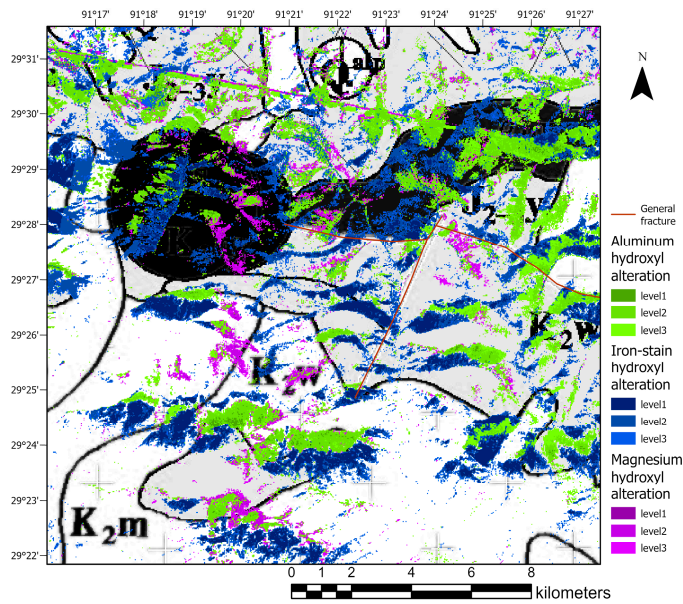 91°17' 91°18' 91°19' 91°20' 91°21' 91°22' 91°23' 91°24' 91°25' 91°26' 91°27'
29°31'
29°30'
29°29'
29°28'
29°27'
29°26'
29°25'
29°24'
29°23'
29°22'
-3y
J2- y
K2w
K2w
K2m
N
General
fracture
Aluminum
hydroxyl
alteration
level1
level2
level3
Iron-stain
hydroxyl
alteration
level1
level2
level3
Magnesium
hydroxyl
alteration
level1
level2
level3
0 1 2 4 6 8
kilometers